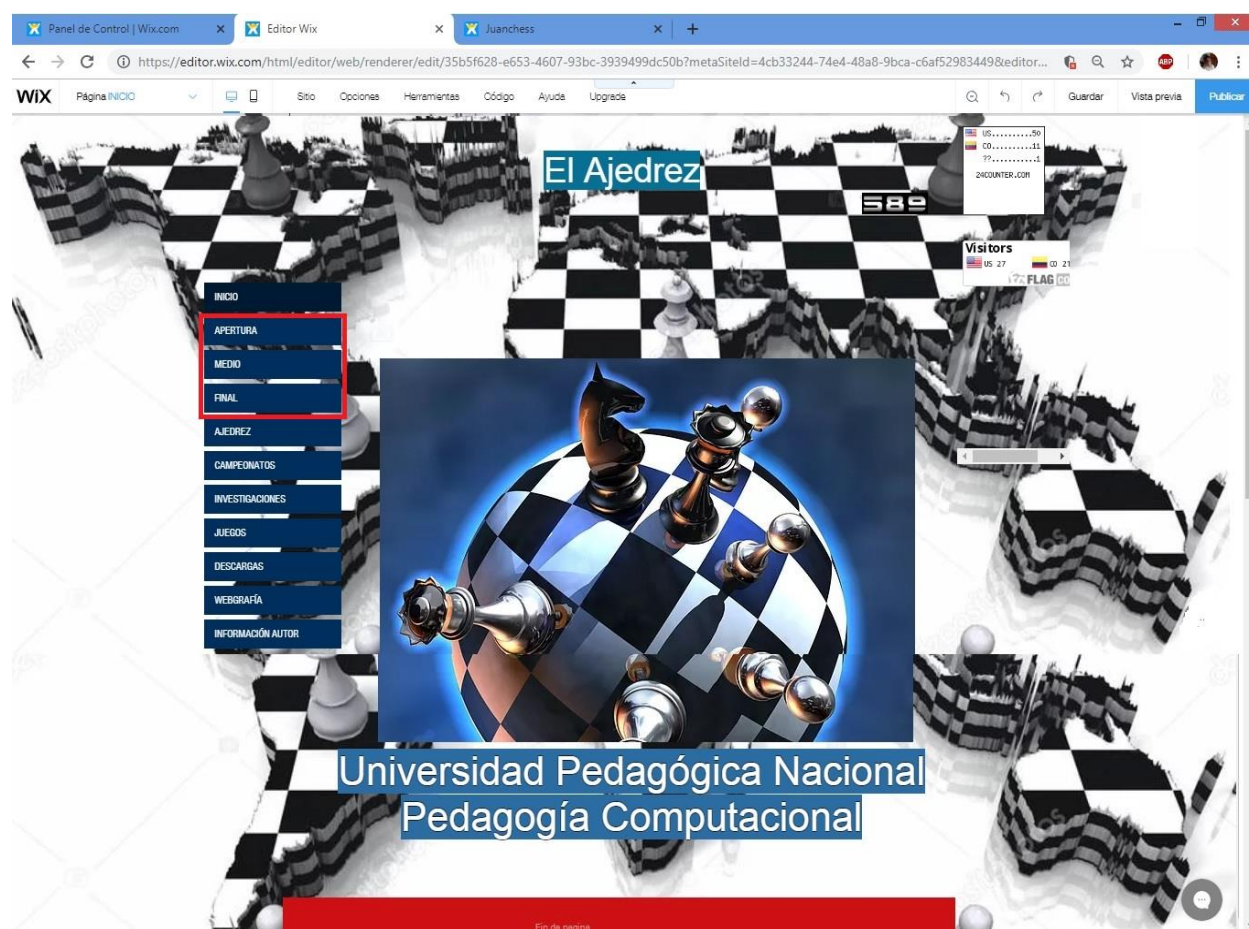 Panel de Control | Wix.com
Editor Wix
Juanchess
https://editor.wix.com/html/editor/web/renderer/edit/35b5f628-e653-4607-93bc-3939499dc50b?metaSiteId=4cb33244-74e4-48a8-9bca-c6af52983449&editor...
ABP
WiX Página INICIO Sitio Opciones Herramientas Código Ayuda Upgrade Guardar Vista previa Publicar
El Ajedrez
US..........50
CO..........11
??...........1
24COUNTER.COM
589
Visitors
US 27 CO 21
FLAG CO
INICIO
APERTURA
MEDIO
FINAL
AJEDREZ
CAMPEONATOS
INVESTIGACIONES
JUEGOS
DESCARGAS
WEBGRAFÍA
INFORMACIÓN AUTOR
Universidad Pedagógica Nacional
Pedagogía Computacional
Fin de pagina